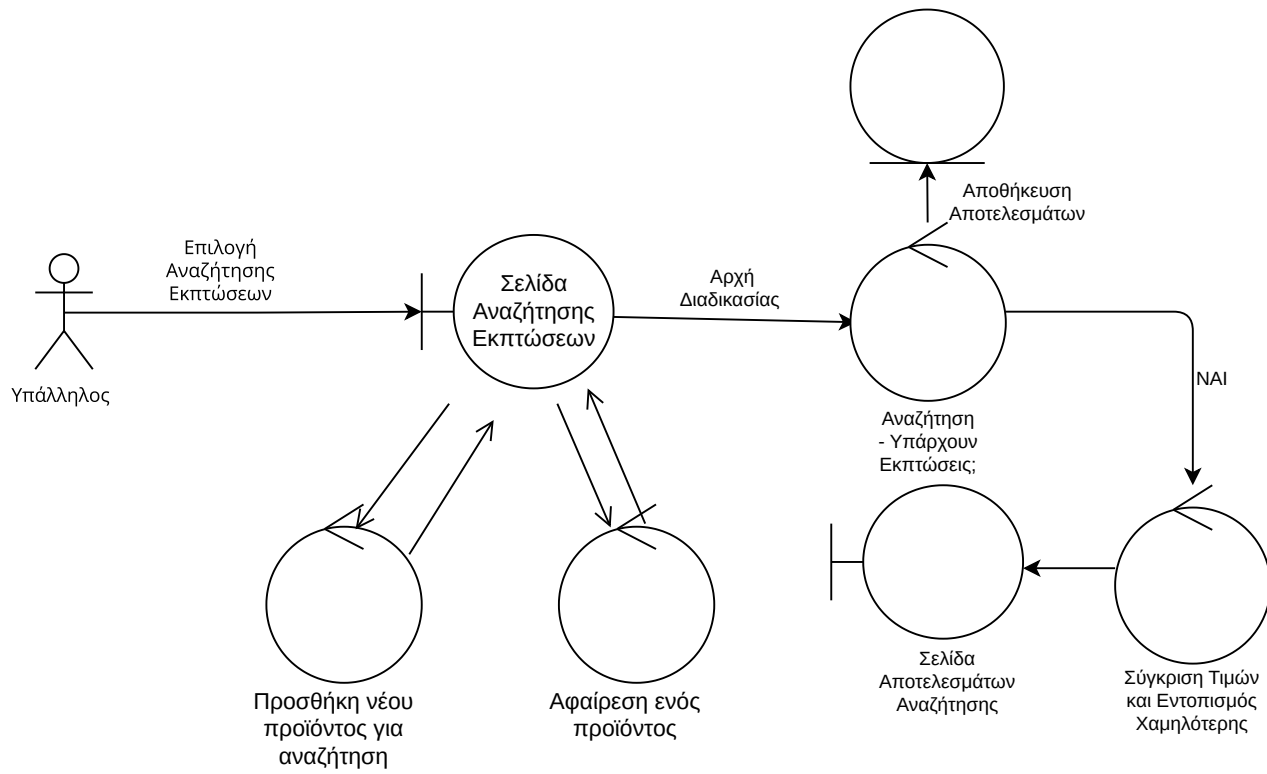 Αποθήκευση
Αποτελεσμάτων
Επιλογή
Αναζήτησης
Εκπτώσεων
Υπάλληλος
Σελίδα
Αναζήτησης
Εκπτώσεων
Αρχή
Διαδικασίας
ΝΑΙ
Αναζήτηση
- Υπάρχουν
Εκπτώσεις;
Προσθήκη νέου
προϊόντος για
αναζήτηση
Αφαίρεση ενός
προϊόντος
Σελίδα
Αποτελεσμάτων
Αναζήτησης
Σύγκριση Τιμών
και Εντοπισμός
Χαμηλότερης